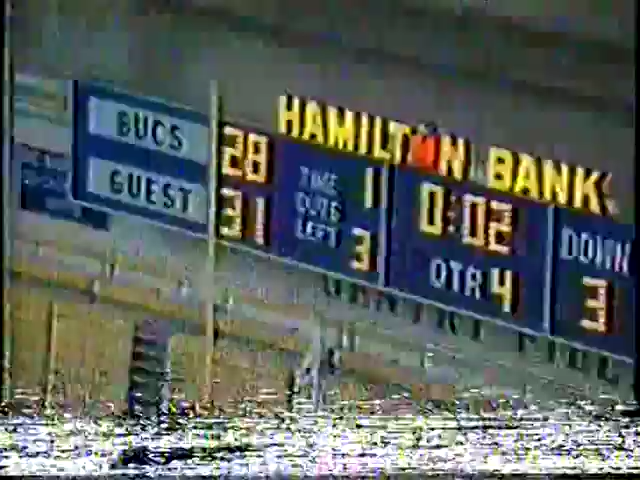 HAMILTON BANK
BUCS 28 TIME OUTS LEFT 1 0:02 DOWN
GUEST 31 3 QTR 4 3